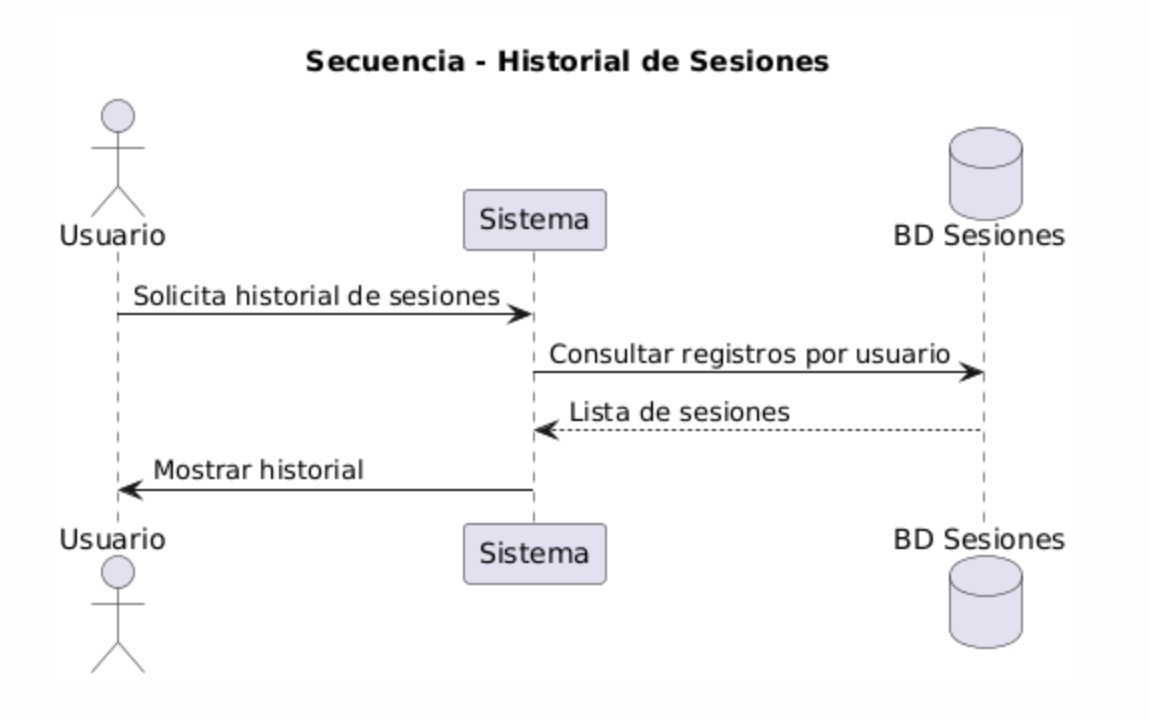 Secuencia - Historial de Sesiones
Usuario
Sistema
BD Sesiones
Solicita historial de sesiones
Consultar registros por usuario
Lista de sesiones
Mostrar historial
Usuario
Sistema
BD Sesiones